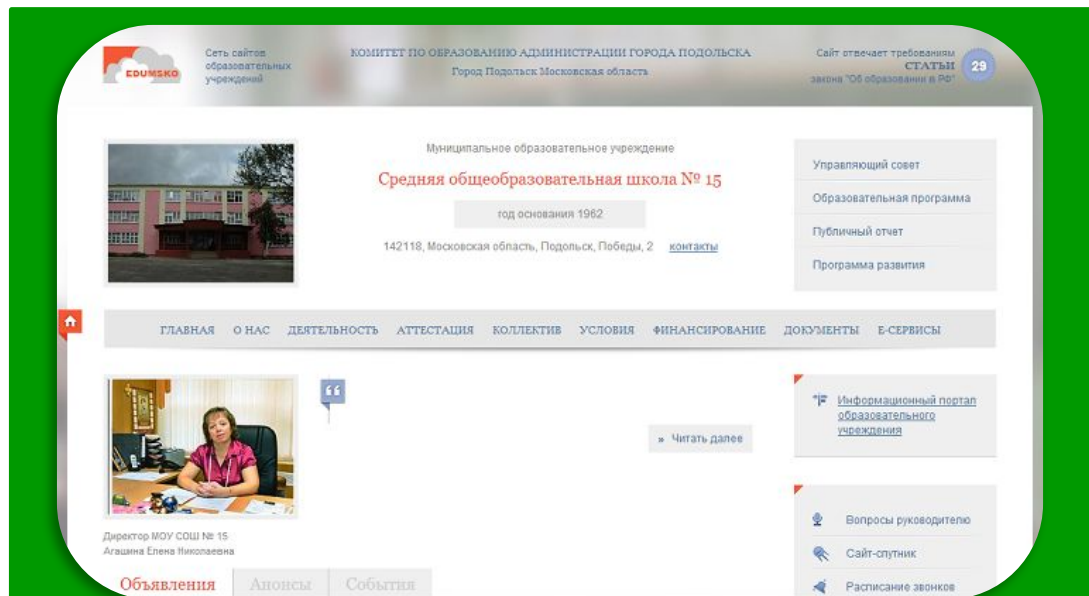 EDUMSKO
Сеть сайтов
образовательных
учреждений
КОМИТЕТ ПО ОБРАЗОВАНИЮ АДМИНИСТРАЦИИ ГОРОДА ПОДОЛЬСКА
Город Подольск Московская область
Сайт отвечает требованиям
СТАТЬИ
закона "Об образовании в РФ"
29
Муниципальное образовательное учреждение
Средняя общеобразовательная школа № 15
год основания 1962
142118, Московская область, Подольск, Победы, 2 контакты
Управляющий совет
Образовательная программа
Публичный отчет
Программа развития
ГЛАВНАЯ О НАС ДЕЯТЕЛЬНОСТЬ АТТЕСТАЦИЯ КОЛЛЕКТИВ УСЛОВИЯ ФИНАНСИРОВАНИЕ ДОКУМЕНТЫ Е-СЕРВИСЫ
» Читать далее
Директор МОУ СОШ № 15
Агашина Елена Николаевна
Информационный портал
образовательного
учреждения
Вопросы руководителю
Сайт-спутник
Расписание звонков
Объявления Анонсы События